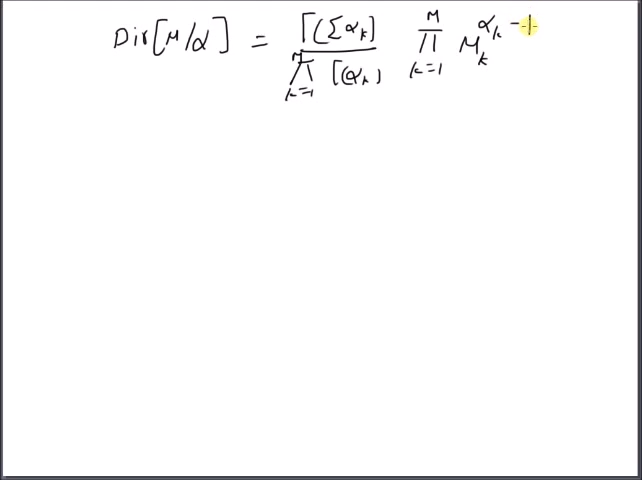 Dir[μ/α] = Γ(Σα_k) / ∏_{k=1}^{M} Γ(α_k) ∏_{k=1}^{M} μ_k^{α_k - 1}